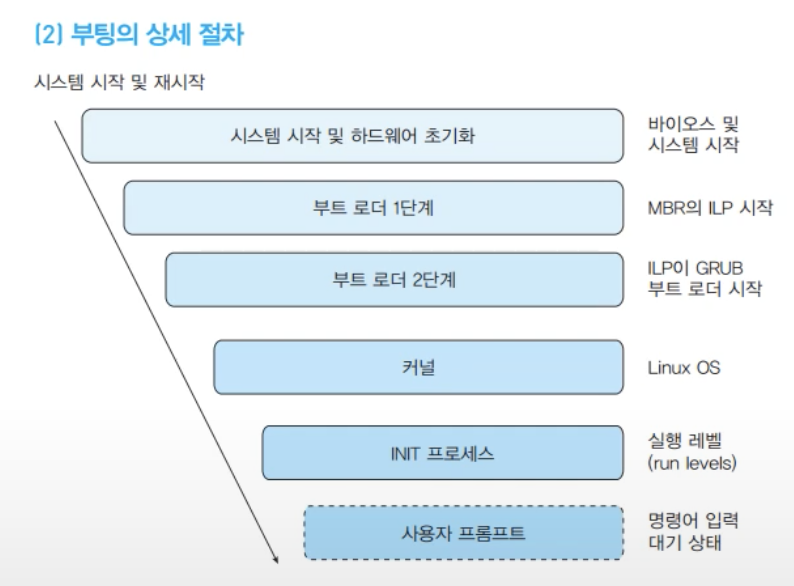 (2) 부팅의 상세 절차
시스템 시작 및 재시작
시스템 시작 및 하드웨어 초기화
바이오스 및
시스템 시작
부트 로더 1단계
MBR의 ILP 시작
부트 로더 2단계
ILP이 GRUB
부트 로더 시작
커널
Linux OS
INIT 프로세스
실행 레벨
(run levels)
사용자 프롬프트
명령어 입력
대기 상태